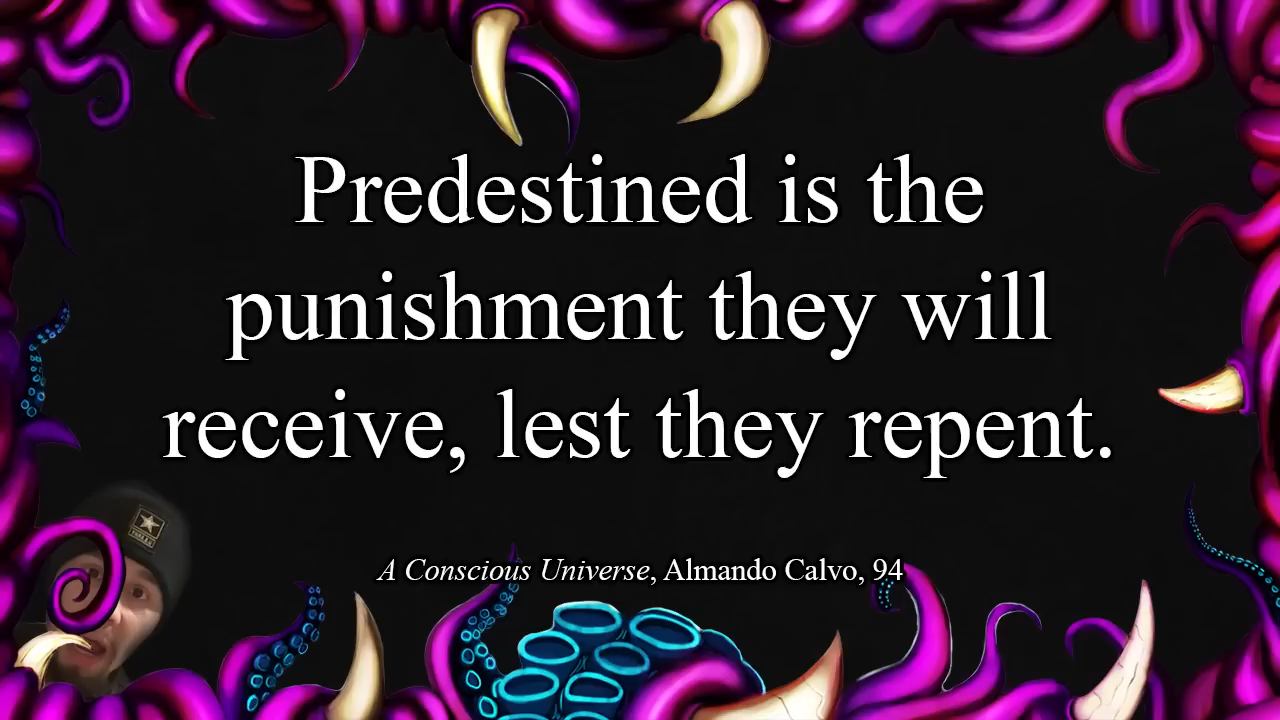 Predestined is the
punishment they will
receive, lest they repent.
A Conscious Universe, Almando Calvo, 94